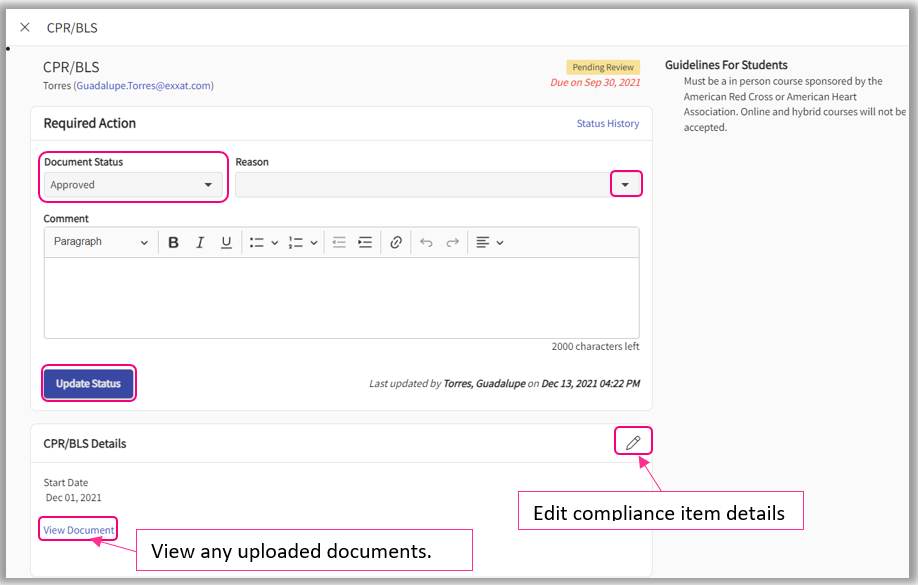 CPR/BLS
CPR/BLS
Pending Review
Torres (Guadalupe.Torres@exxat.com)
Due on Sep 30, 2021
Required Action
Status History
Document Status
Reason
Approved
Comment
Paragraph
B I U
2000 characters left
Update Status
Last updated by Torres, Guadalupe on Dec 13, 2021 04:22 PM
CPR/BLS Details
Start Date
Dec 01, 2021
View Document
Edit compliance item details
View any uploaded documents.
Guidelines For Students
Must be a in person course sponsored by the
American Red Cross or American Heart
Association. Online and hybrid courses will not be
accepted.